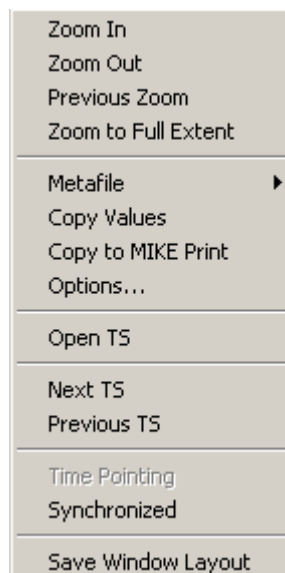 Zoom In
Zoom Out
Previous Zoom
Zoom to Full Extent
Metafile
Copy Values
Copy to MIKE Print
Options...
Open TS
Next TS
Previous TS
Time Pointing
Synchronized
Save Window Layout